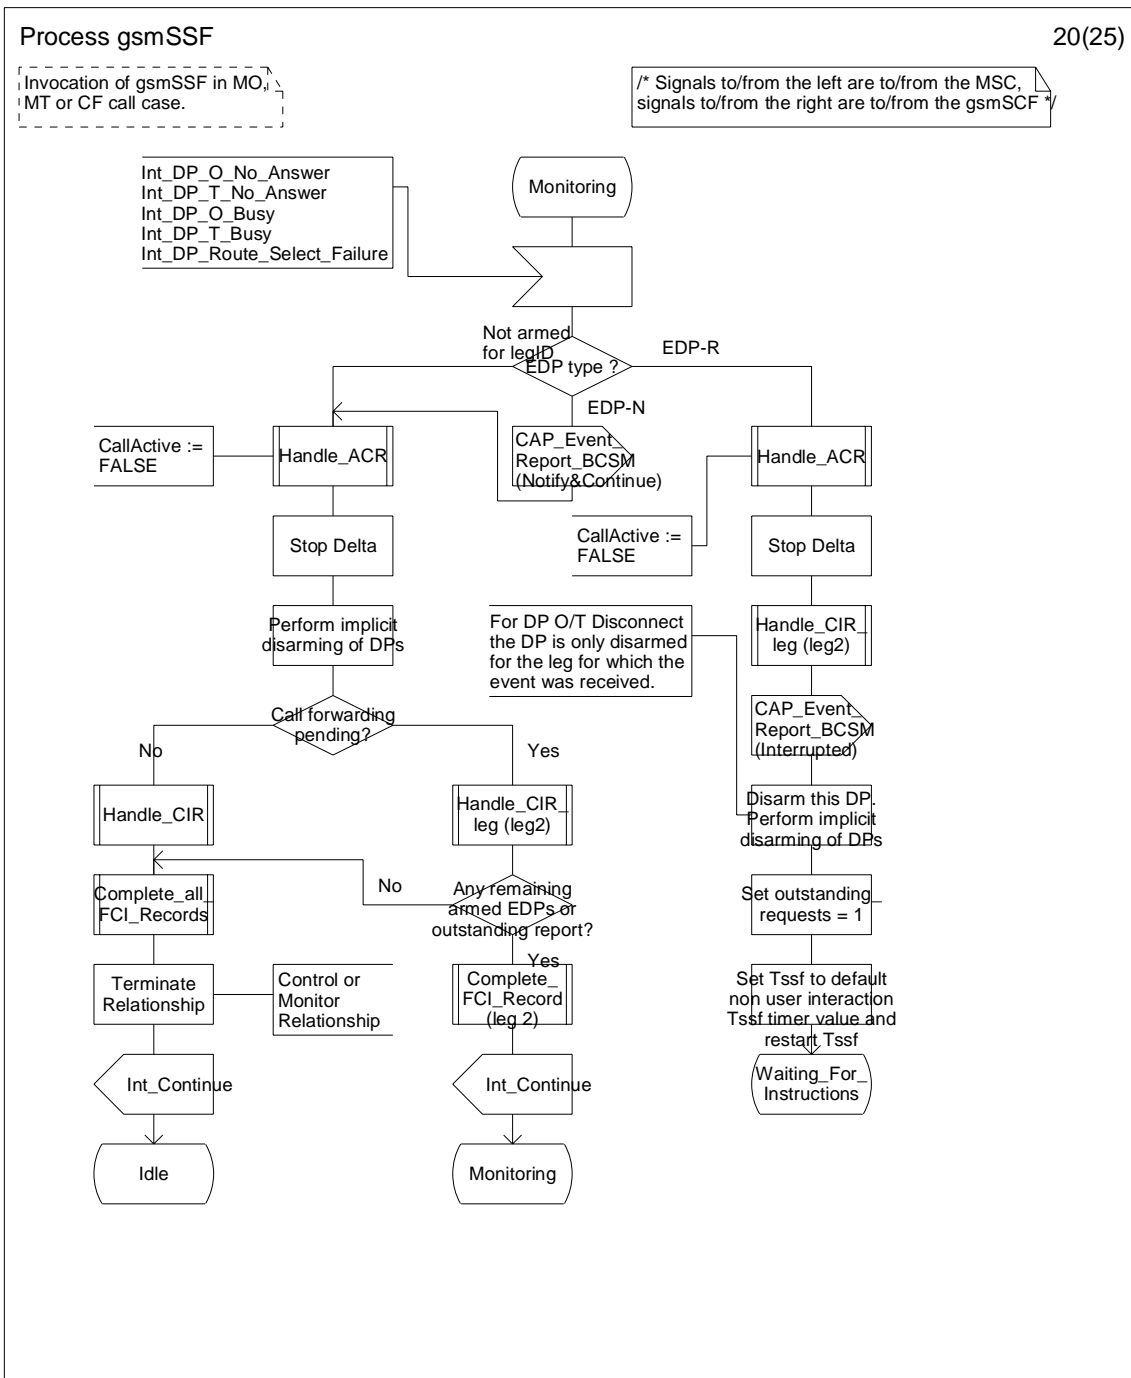 Process gsmSSF
20(25)
Invocation of gsmSSF in MO,
MT or CF call case.
/* Signals to/from the left are to/from the MSC,
signals to/from the right are to/from the gsmSCF */
Int_DP_O_No_Answer
Int_DP_T_No_Answer
Int_DP_O_Busy
Int_DP_T_Busy
Int_DP_Route_Select_Failure
Monitoring
Not armed
for legID
EDP type ?
EDP-R
EDP-N
CallActive :=
FALSE
Handle_ACR
CAP_Event_
Report_BCSM
(Notify&Continue)
Handle_ACR
Stop Delta
CallActive :=
FALSE
Stop Delta
Perform implicit
disarming of DPs
For DP O/T Disconnect
the DP is only disarmed
for the leg for which the
event was received.
Handle_CIR_
leg (leg2)
Call forwarding
pending?
No
Yes
CAP_Event_
Report_BCSM
(Interrupted)
Handle_CIR
Handle_CIR_
leg (leg2)
Disarm this DP.
Perform implicit
disarming of DPs
No
Complete_all_
FCI_Records
Any remaining
armed EDPs or
outstanding report?
Set outstanding_
requests = 1
Yes
Terminate
Relationship
Control or
Monitor
Relationship
Complete_
FCI_Record
(leg 2)
Set Tssf to default
non user interaction
Tssf timer value and
restart Tssf
Int_Continue
Int_Continue
Waiting_For_
Instructions
Idle
Monitoring